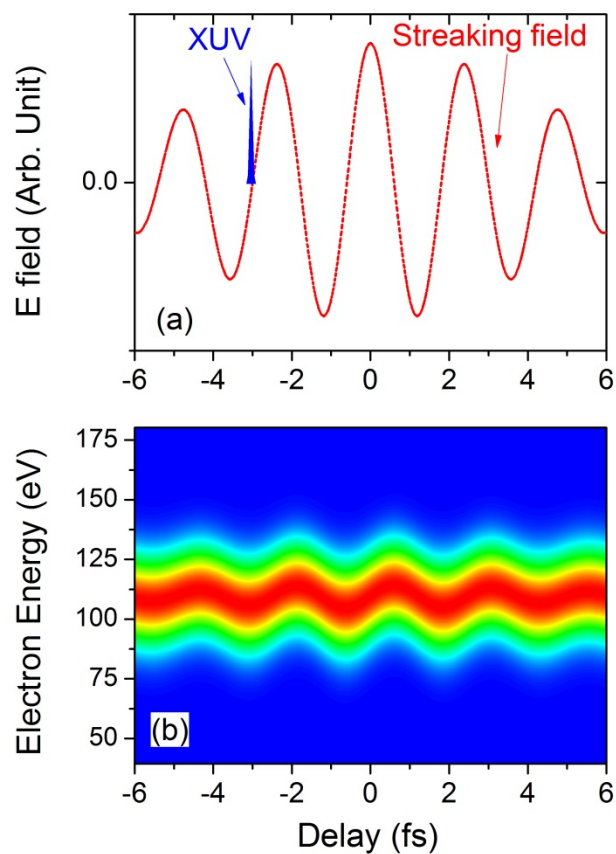 XUV
Streaking field
E field (Arb. Unit)
0.0
(a)
-6 -4 -2 0 2 4 6
Electron Energy (eV)
175
150
125
100
75
50
(b)
-6 -4 -2 0 2 4 6
Delay (fs)